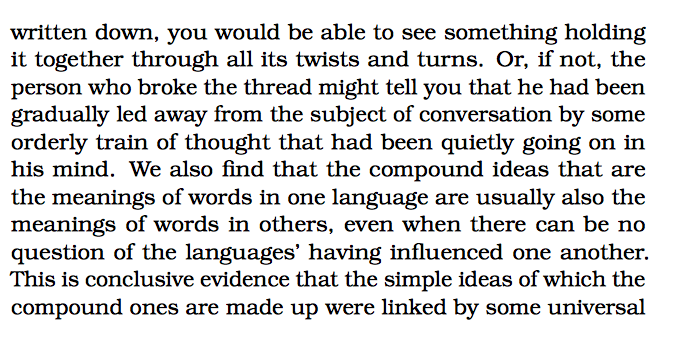 written down, you would be able to see something holding
it together through all its twists and turns. Or, if not, the
person who broke the thread might tell you that he had been
gradually led away from the subject of conversation by some
orderly train of thought that had been quietly going on in
his mind. We also find that the compound ideas that are
the meanings of words in one language are usually also the
meanings of words in others, even when there can be no
question of the languages’ having influenced one another.
This is conclusive evidence that the simple ideas of which the
compound ones are made up were linked by some universal